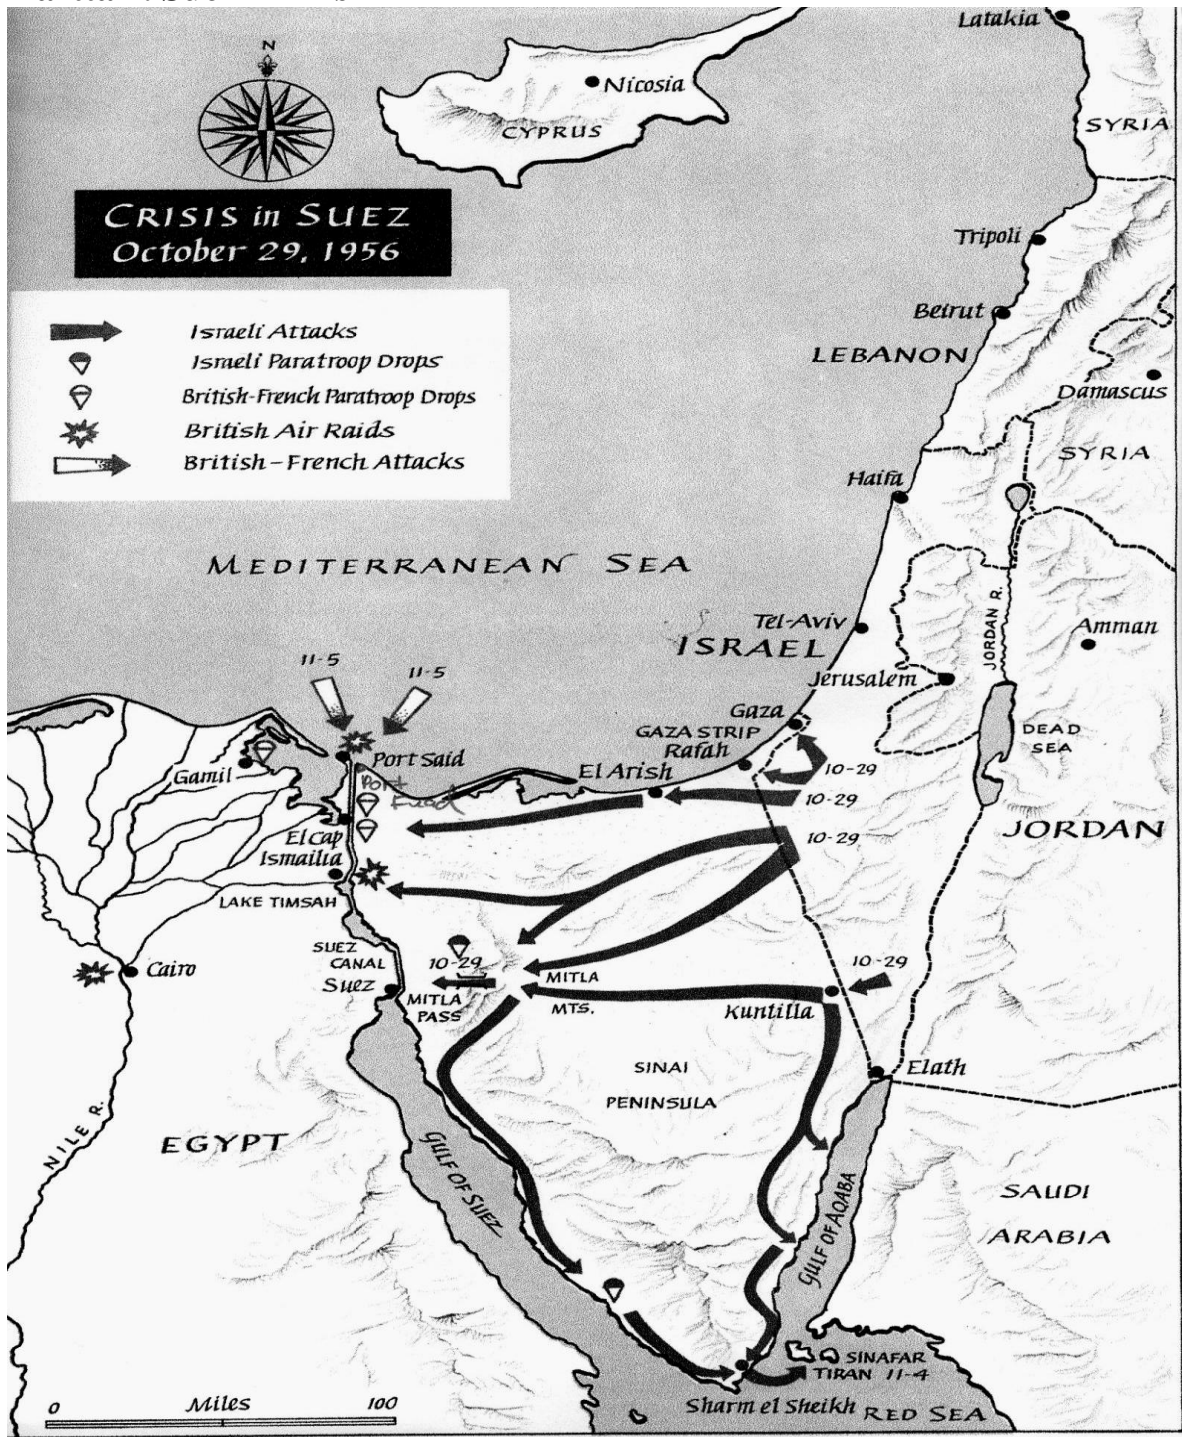 Latakia
N
Nicosia
CYPRUS
SYRIA
CRISIS in SUEZ
October 29, 1956
Tripoli
Israeli Attacks
Israeli Paratroop Drops
British-French Paratroop Drops
British Air Raids
British-French Attacks
Beirut
LEBANON
Damascus
SYRIA
Haifa
MEDITERRANEAN SEA
JORDAN R.
Tel-Aviv
ISRAEL
Amman
Jerusalem
11-5
11-5
Gaza
GAZA STRIP
Rafah
DEAD
SEA
Port Said
Gamil
Port
Fuad
El Arish
10-29
10-29
10-29
JORDAN
El Cap
Ismailia
LAKE TIMSAH
SUEZ
CANAL
Suez
Cairo
10-29
MITLA
PASS
MITLA
MTS.
10-29
Kuntilla
Elath
SINAI
PENINSULA
NILE R.
EGYPT
GULF OF SUEZ
GULF OF AQABA
SAUDI
ARABIA
SINAFAR
TIRAN 11-4
Sharm el Sheikh
RED SEA
0 Miles 100